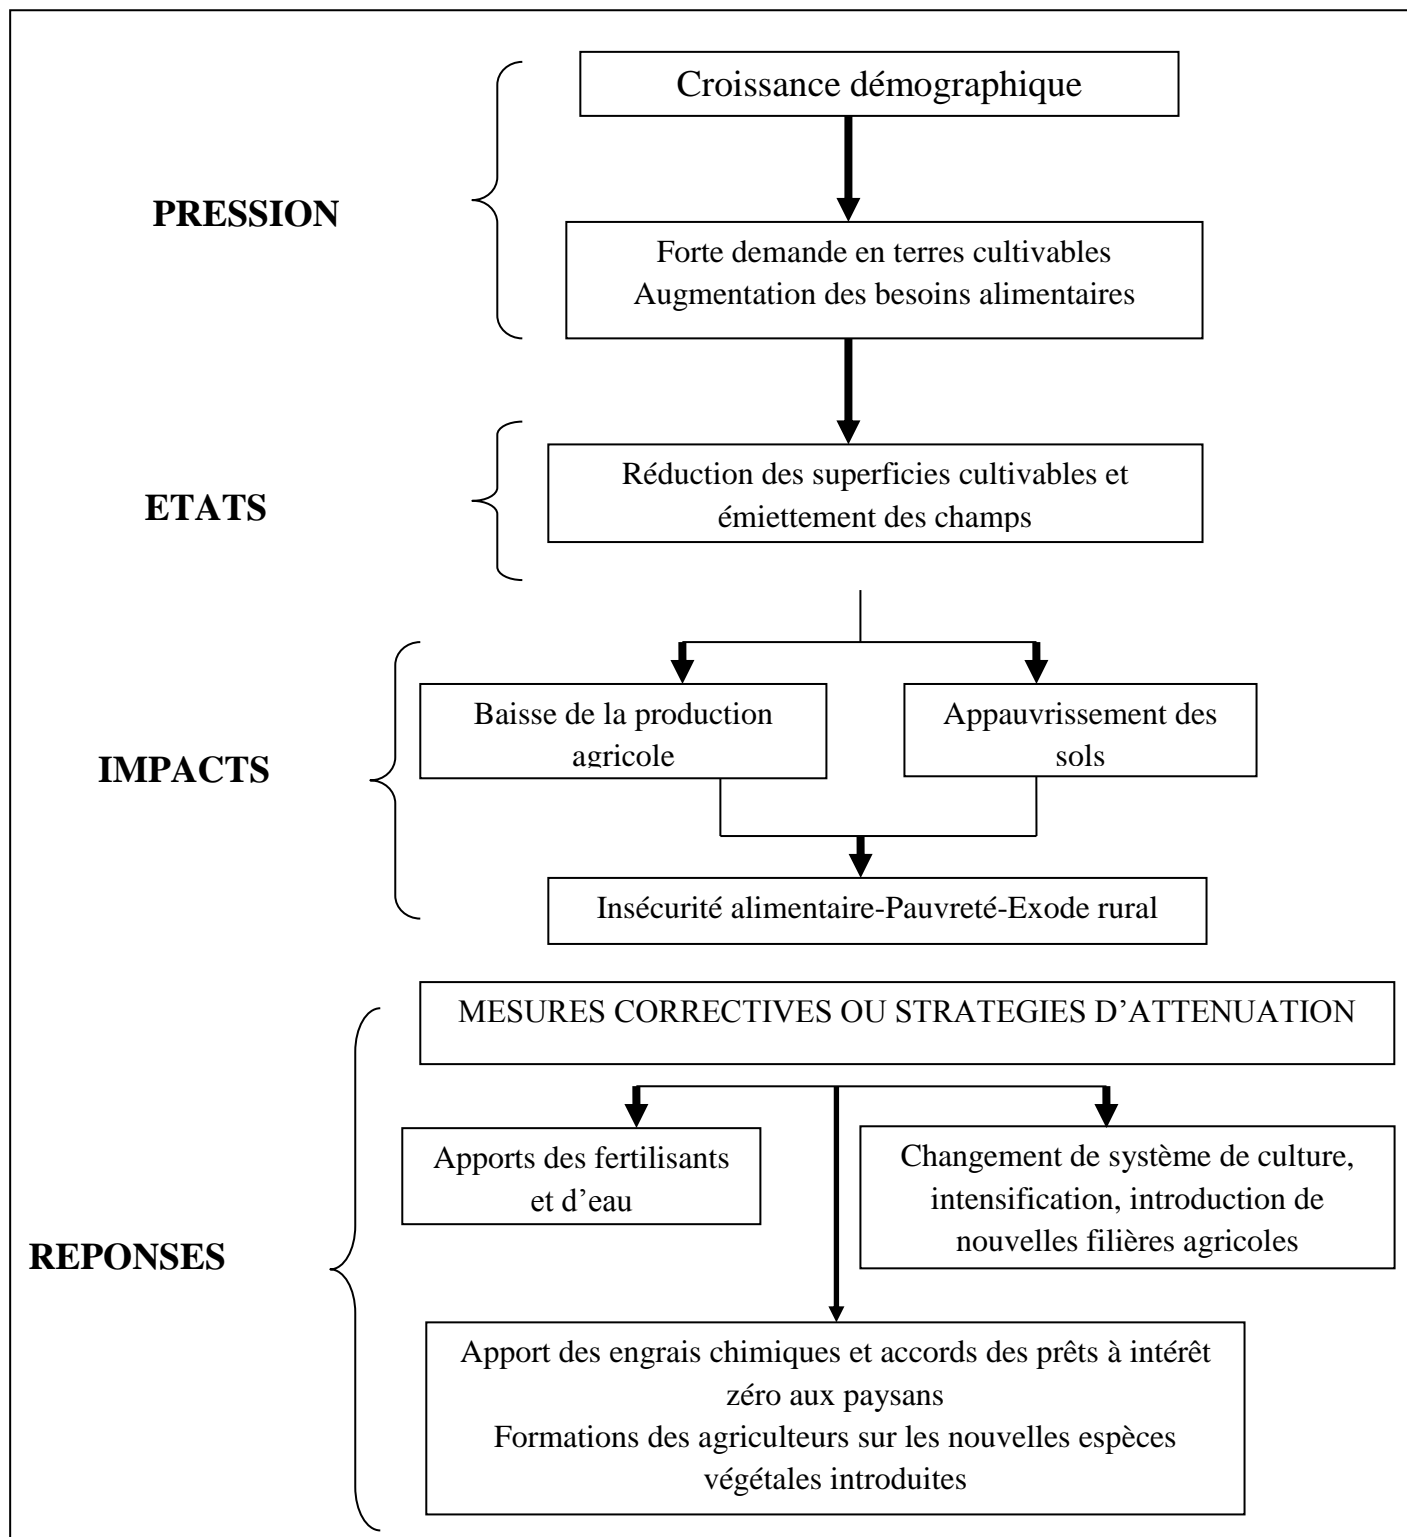 Croissance démographique
PRESSION
Forte demande en terres cultivables
Augmentation des besoins alimentaires
ETATS
Réduction des superficies cultivables et
émiettement des champs
IMPACTS
Baisse de la production
agricole
Appauvrissement des
sols
Insécurité alimentaire-Pauvreté-Exode rural
MESURES CORRECTIVES OU STRATEGIES D’ATTENUATION
REPONSES
Apports des fertilisants
et d’eau
Changement de système de culture,
intensification, introduction de
nouvelles filières agricoles
Apport des engrais chimiques et accords des prêts à intérêt
zéro aux paysans
Formations des agriculteurs sur les nouvelles espèces
végétales introduites